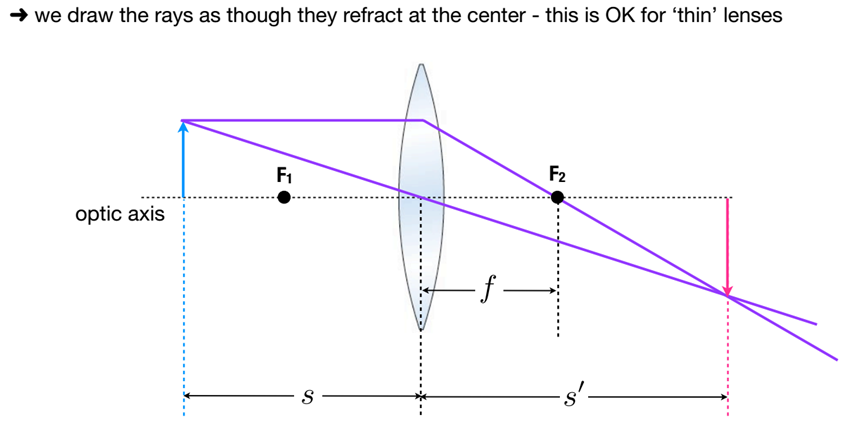 ➜ we draw the rays as though they refract at the center - this is OK for ‘thin’ lenses
F₁
F₂
optic axis
f
s
s′